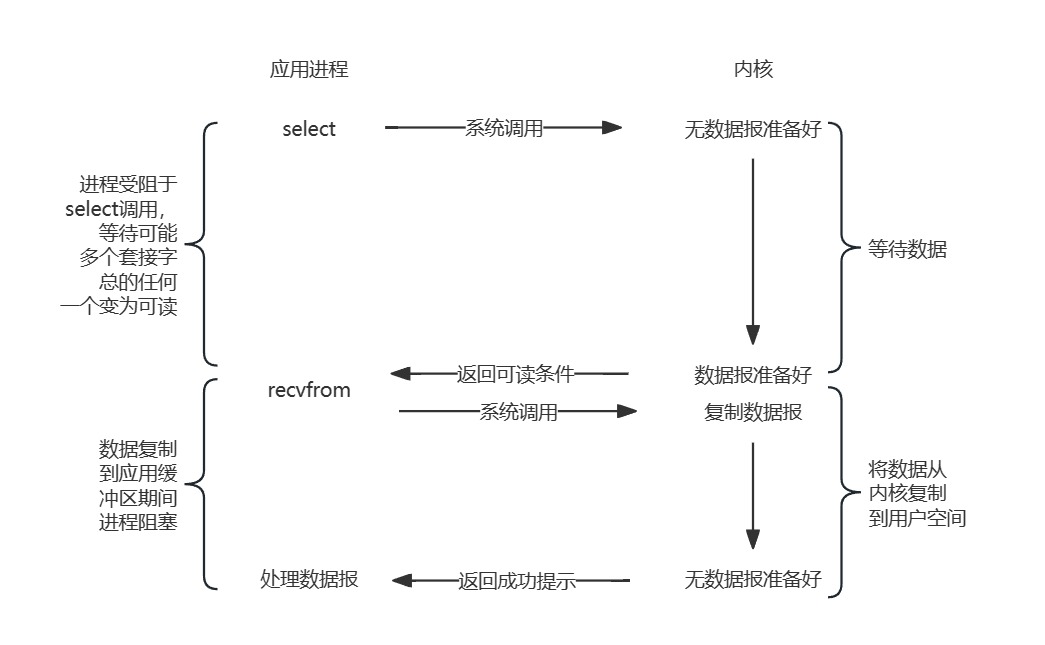 应用进程
内核
select
系统调用
无数据报准备好
进程受阻于
select调用，
等待可能
多个套接字
总的任何
一个变为可读
等待数据
返回可读条件
数据报准备好
recvfrom
系统调用
复制数据报
数据复制
到应用缓
冲区期间
进程阻塞
将数据从
内核复制
到用户空间
处理数据报
返回成功提示
无数据报准备好